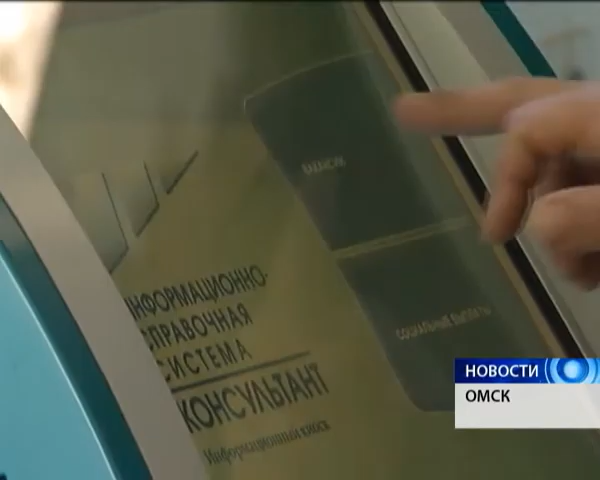 ВАКАНСИИ
СОЦИАЛЬНЫЕ ВЫПЛАТЫ
ИНФОРМАЦИОННО-
СПРАВОЧНАЯ
СИСТЕМА
КОНСУЛЬТАНТ
Информационный киоск
НОВОСТИ
ОМСК